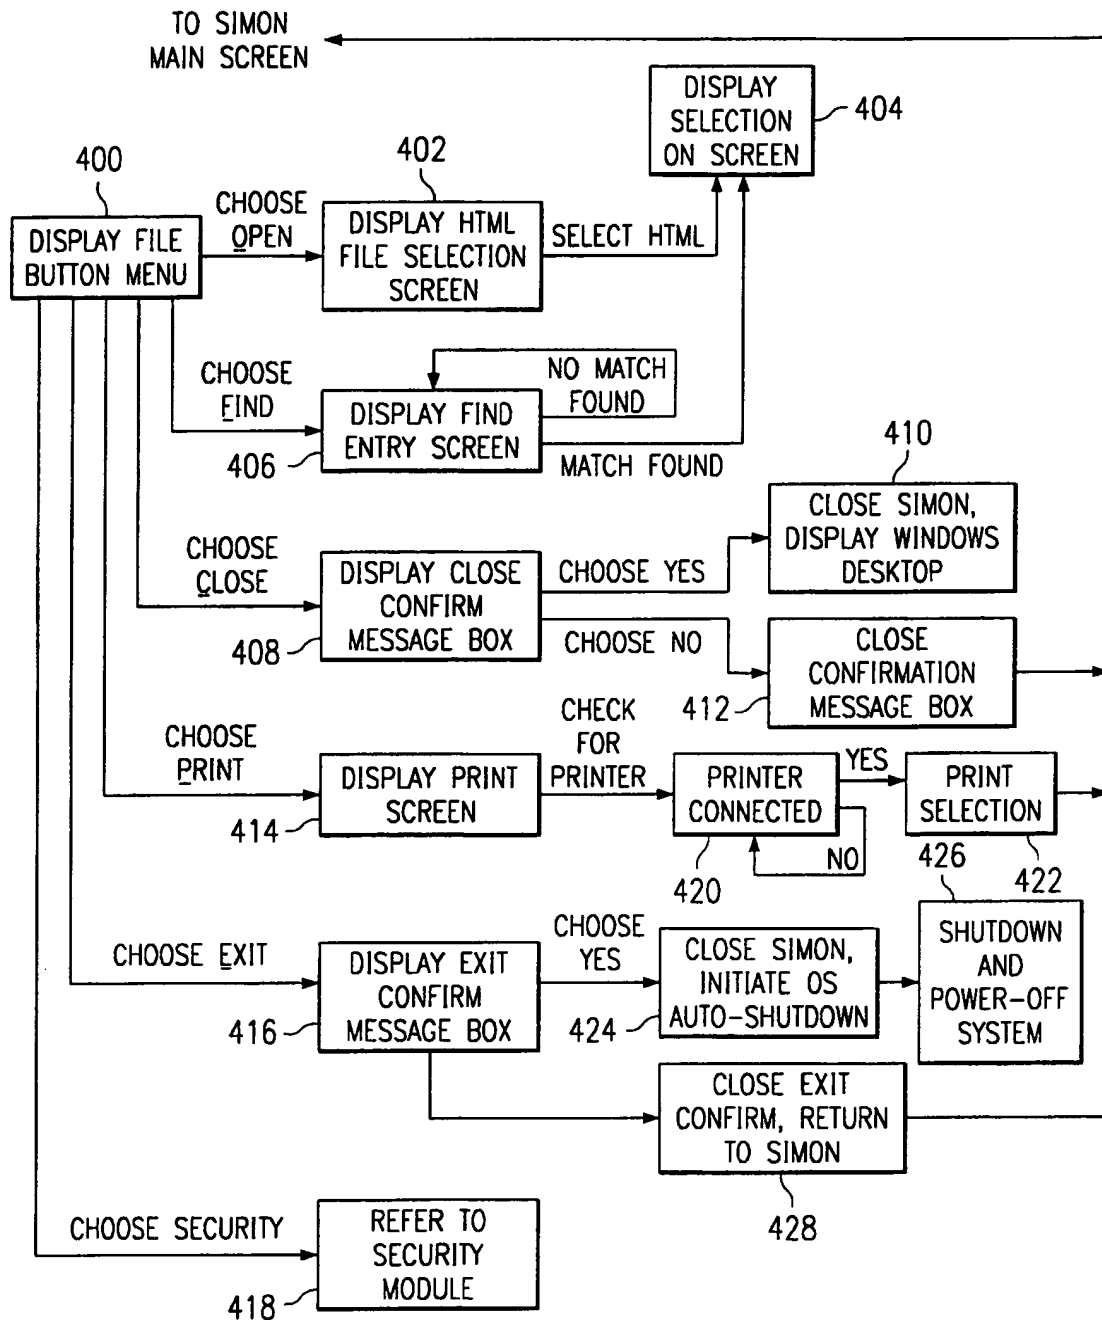 TO SIMON
MAIN SCREEN
DISPLAY
SELECTION
ON SCREEN
404
400
402
CHOOSE
OPEN
DISPLAY FILE
BUTTON MENU
DISPLAY HTML
FILE SELECTION
SCREEN
SELECT HTML
CHOOSE
FIND
NO MATCH
FOUND
DISPLAY FIND
ENTRY SCREEN
406
MATCH FOUND
410
CLOSE SIMON,
DISPLAY WINDOWS
DESKTOP
CHOOSE
CLOSE
DISPLAY CLOSE
CONFIRM
MESSAGE BOX
408
CHOOSE YES
CHOOSE NO
CLOSE
CONFIRMATION
MESSAGE BOX
412
CHOOSE
PRINT
DISPLAY PRINT
SCREEN
414
CHECK
FOR
PRINTER
PRINTER
CONNECTED
420
YES
NO
PRINT
SELECTION
422
426
CHOOSE EXIT
DISPLAY EXIT
CONFIRM
MESSAGE BOX
416
CHOOSE
YES
CLOSE SIMON,
INITIATE OS
AUTO-SHUTDOWN
424
SHUTDOWN
AND
POWER-OFF
SYSTEM
CLOSE EXIT
CONFIRM, RETURN
TO SIMON
428
CHOOSE SECURITY
REFER TO
SECURITY
MODULE
418